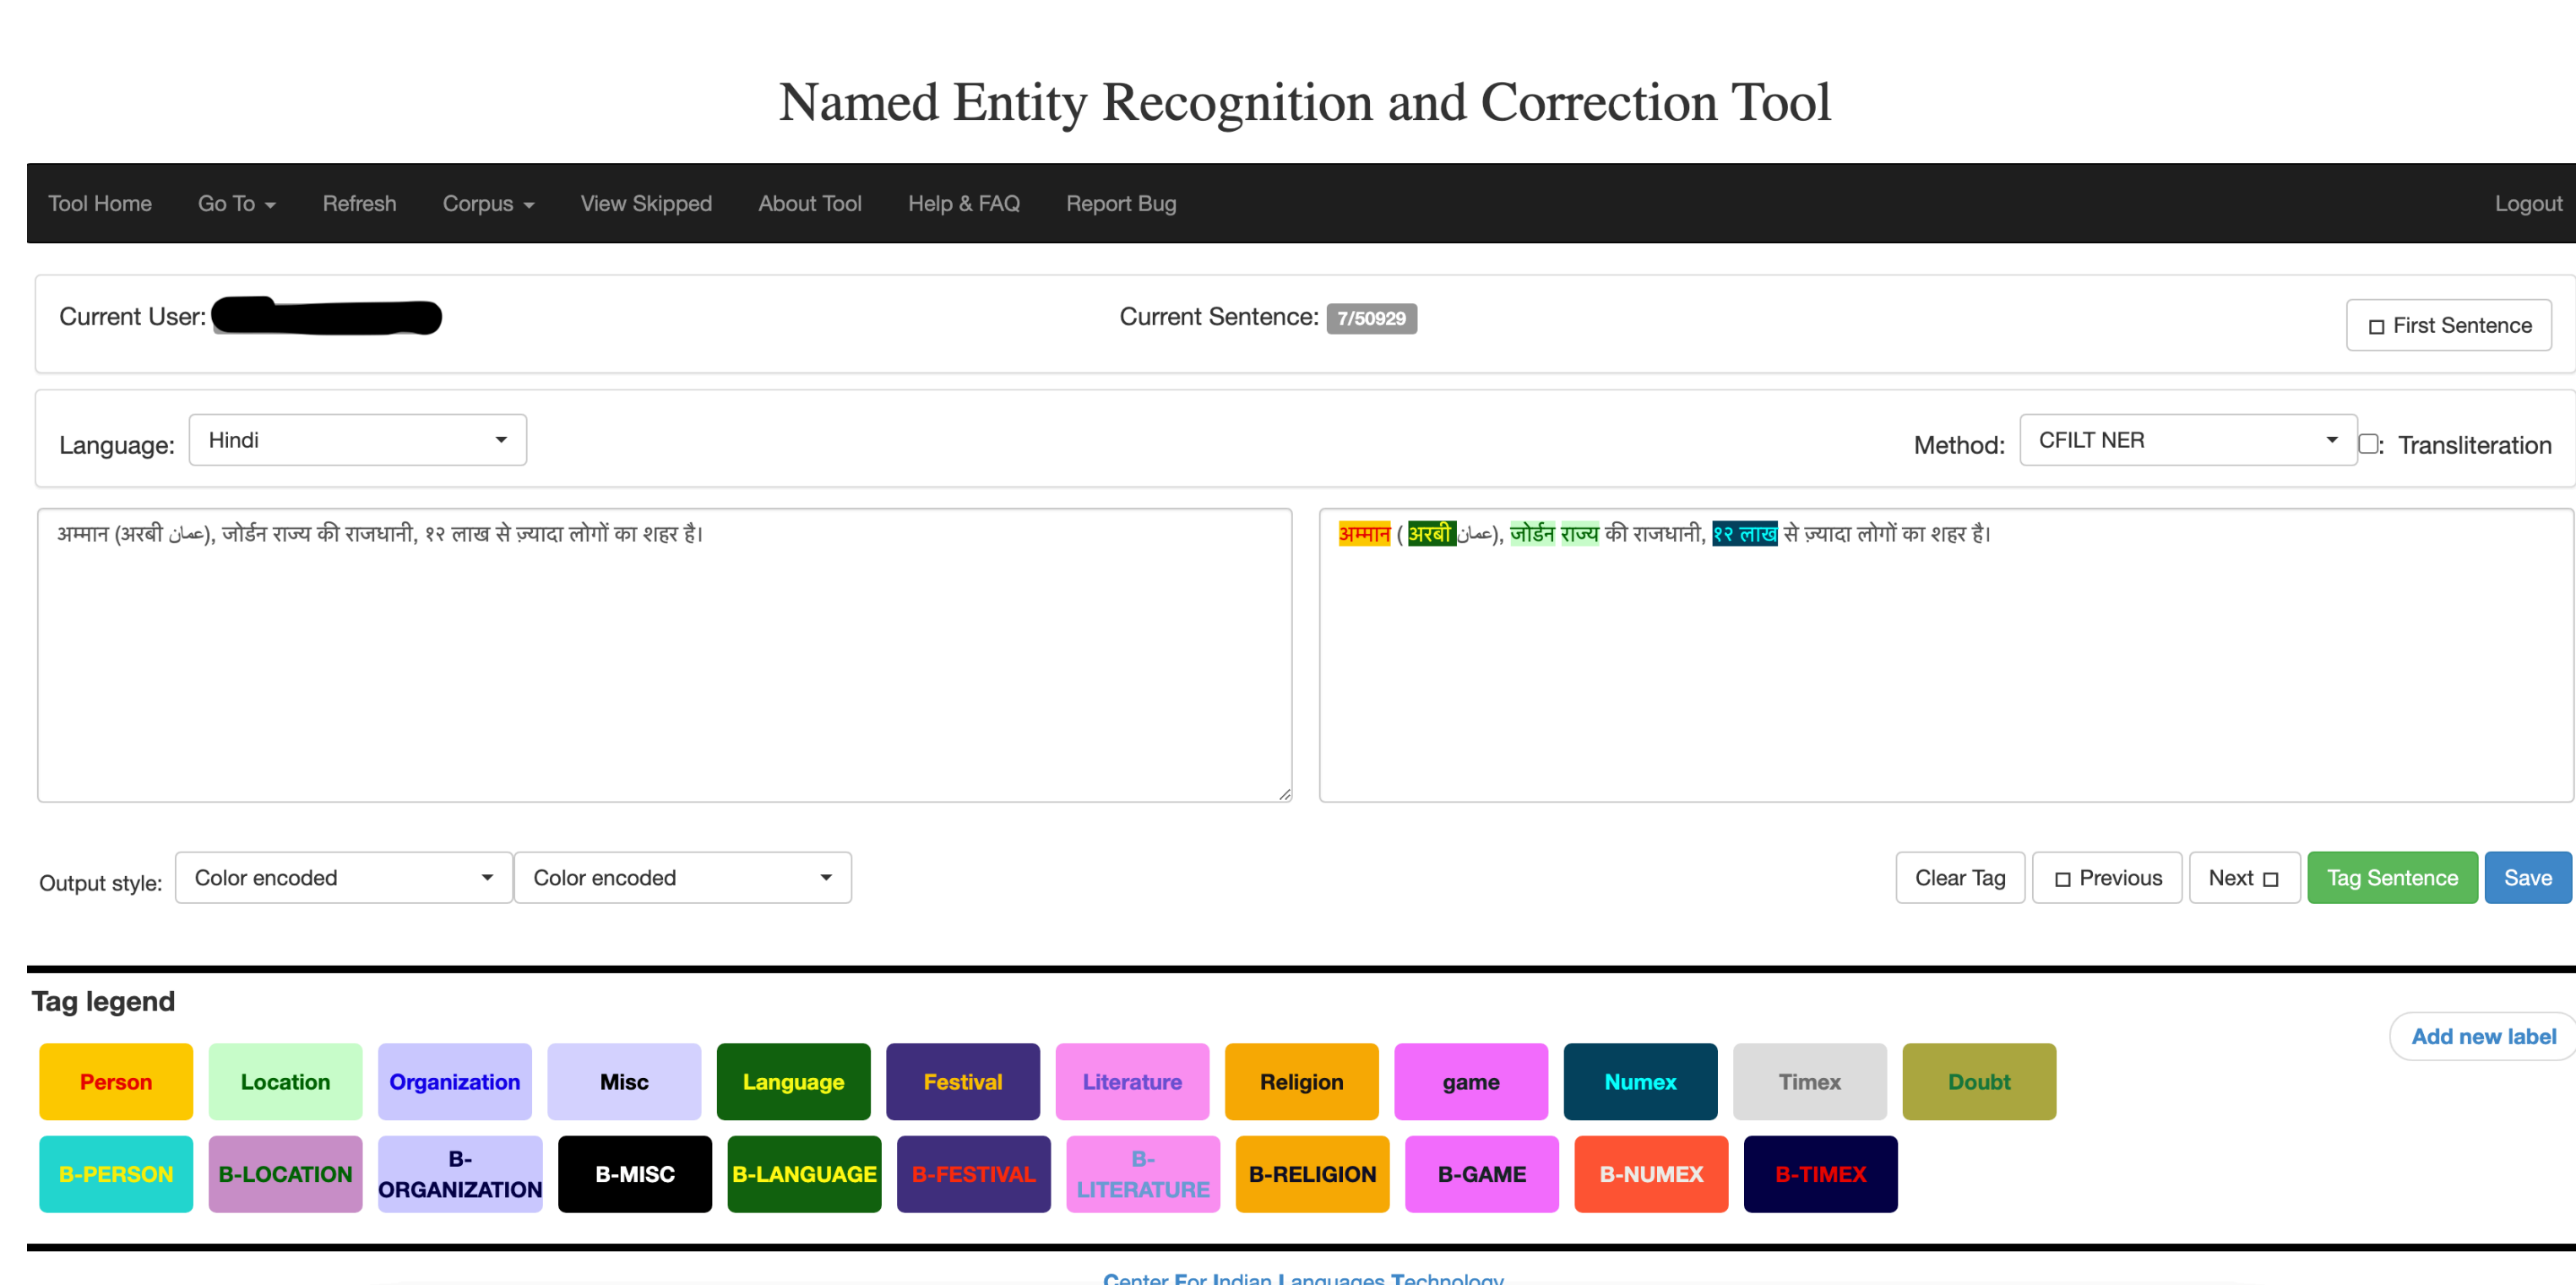 Named Entity Recognition and Correction Tool
Tool Home Go To Refresh Corpus View Skipped About Tool Help & FAQ Report Bug Logout
Current User: Current Sentence: 7/50929 First Sentence
Language: Hindi Method: CFILT NER : Transliteration
अम्मान (अरबी عمان), जोर्डन राज्य की राजधानी, १२ लाख से ज़्यादा लोगों का शहर है।
अम्मान ( अरबी عمان), जोर्डन राज्य की राजधानी, १२ लाख से ज़्यादा लोगों का शहर है।
Output style: Color encoded Color encoded Clear Tag Previous Next Tag Sentence Save
Tag legend
Add new label
Person Location Organization Misc Language Festival Literature Religion game Numex Timex Doubt
B-PERSON B-LOCATION B-ORGANIZATION B-MISC B-LANGUAGE B-FESTIVAL B-LITERATURE B-RELIGION B-GAME B-NUMEX B-TIMEX
Center For Indian Languages Technology